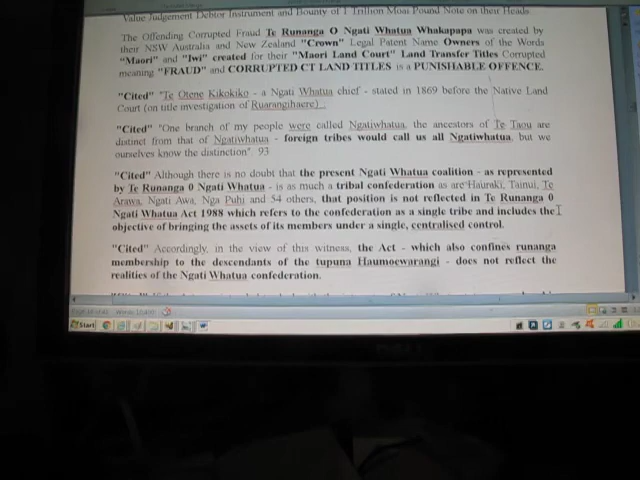 Value Judgement Debtor Instrument and Bounty of 1 Trillion Moai Pound Note on their Heads
The Offending Corrupted Fraud Te Runanga O Ngati Whatua Whakapapa was created by
their NSW Australia and New Zealand "Crown" Legal Patent Name Owners of the Words
"Maori" and "Iwi" created for their "Maori Land Court" Land Transfer Titles Corrupted
meaning "FRAUD" and CORRUPTED CT LAND TITLES is a PUNISHABLE OFFENCE.
"Cited" "Te Otene Kikokiko - a Ngati Whatua chief - stated in 1869 before the Native Land
Court (on title investigation of Ruarangihaere)
"Cited" "One branch of my people were called Ngatiwhatua, the ancestors of Te Taou are
distinct from that of Ngatiwhatua - foreign tribes would call us all Ngatiwhatua, but we
ourselves know the distinction". 93
"Cited" Although there is no doubt that the present Ngati Whatua coalition - as represented
by Te Runanga 0 Ngati Whatua - is as much a tribal confederation as are Hauraki, Tainui, Te
Arawa, Ngati Awa, Nga Puhi and 54 others, that position is not reflected in Te Runanga 0
Ngati Whatua Act 1988 which refers to the confederation as a single tribe and includes the
objective of bringing the assets of its members under a single, centralised control.
"Cited" Accordingly, in the view of this witness, the Act - which also confines runanga
membership to the descendants of the tupuna Haumoewarangi - does not reflect the
realities of the Ngati Whatua confederation.
Start